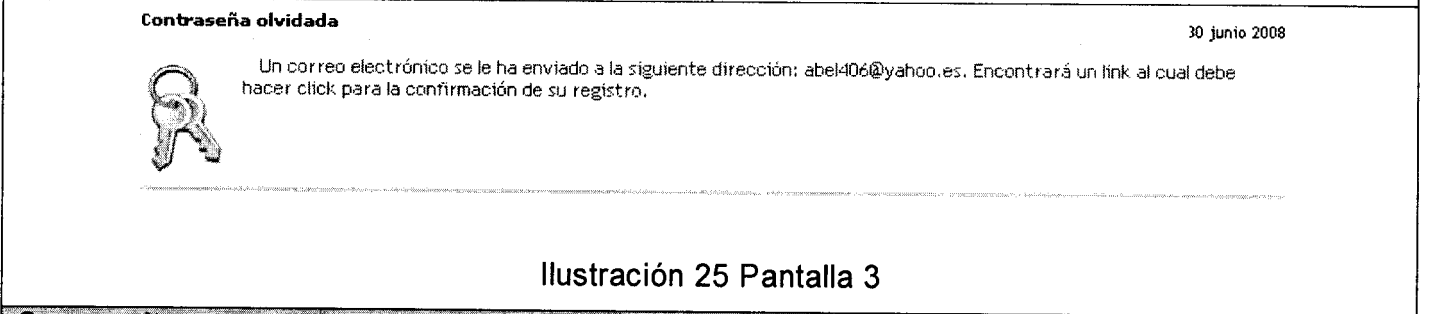 Contraseña olvidada
30 junio 2008
Un correo electrónico se le ha enviado a la siguiente dirección: abel406@yahoo.es. Encontrará un link al cual debe
hacer click para la confirmación de su registro.
Ilustración 25 Pantalla 3